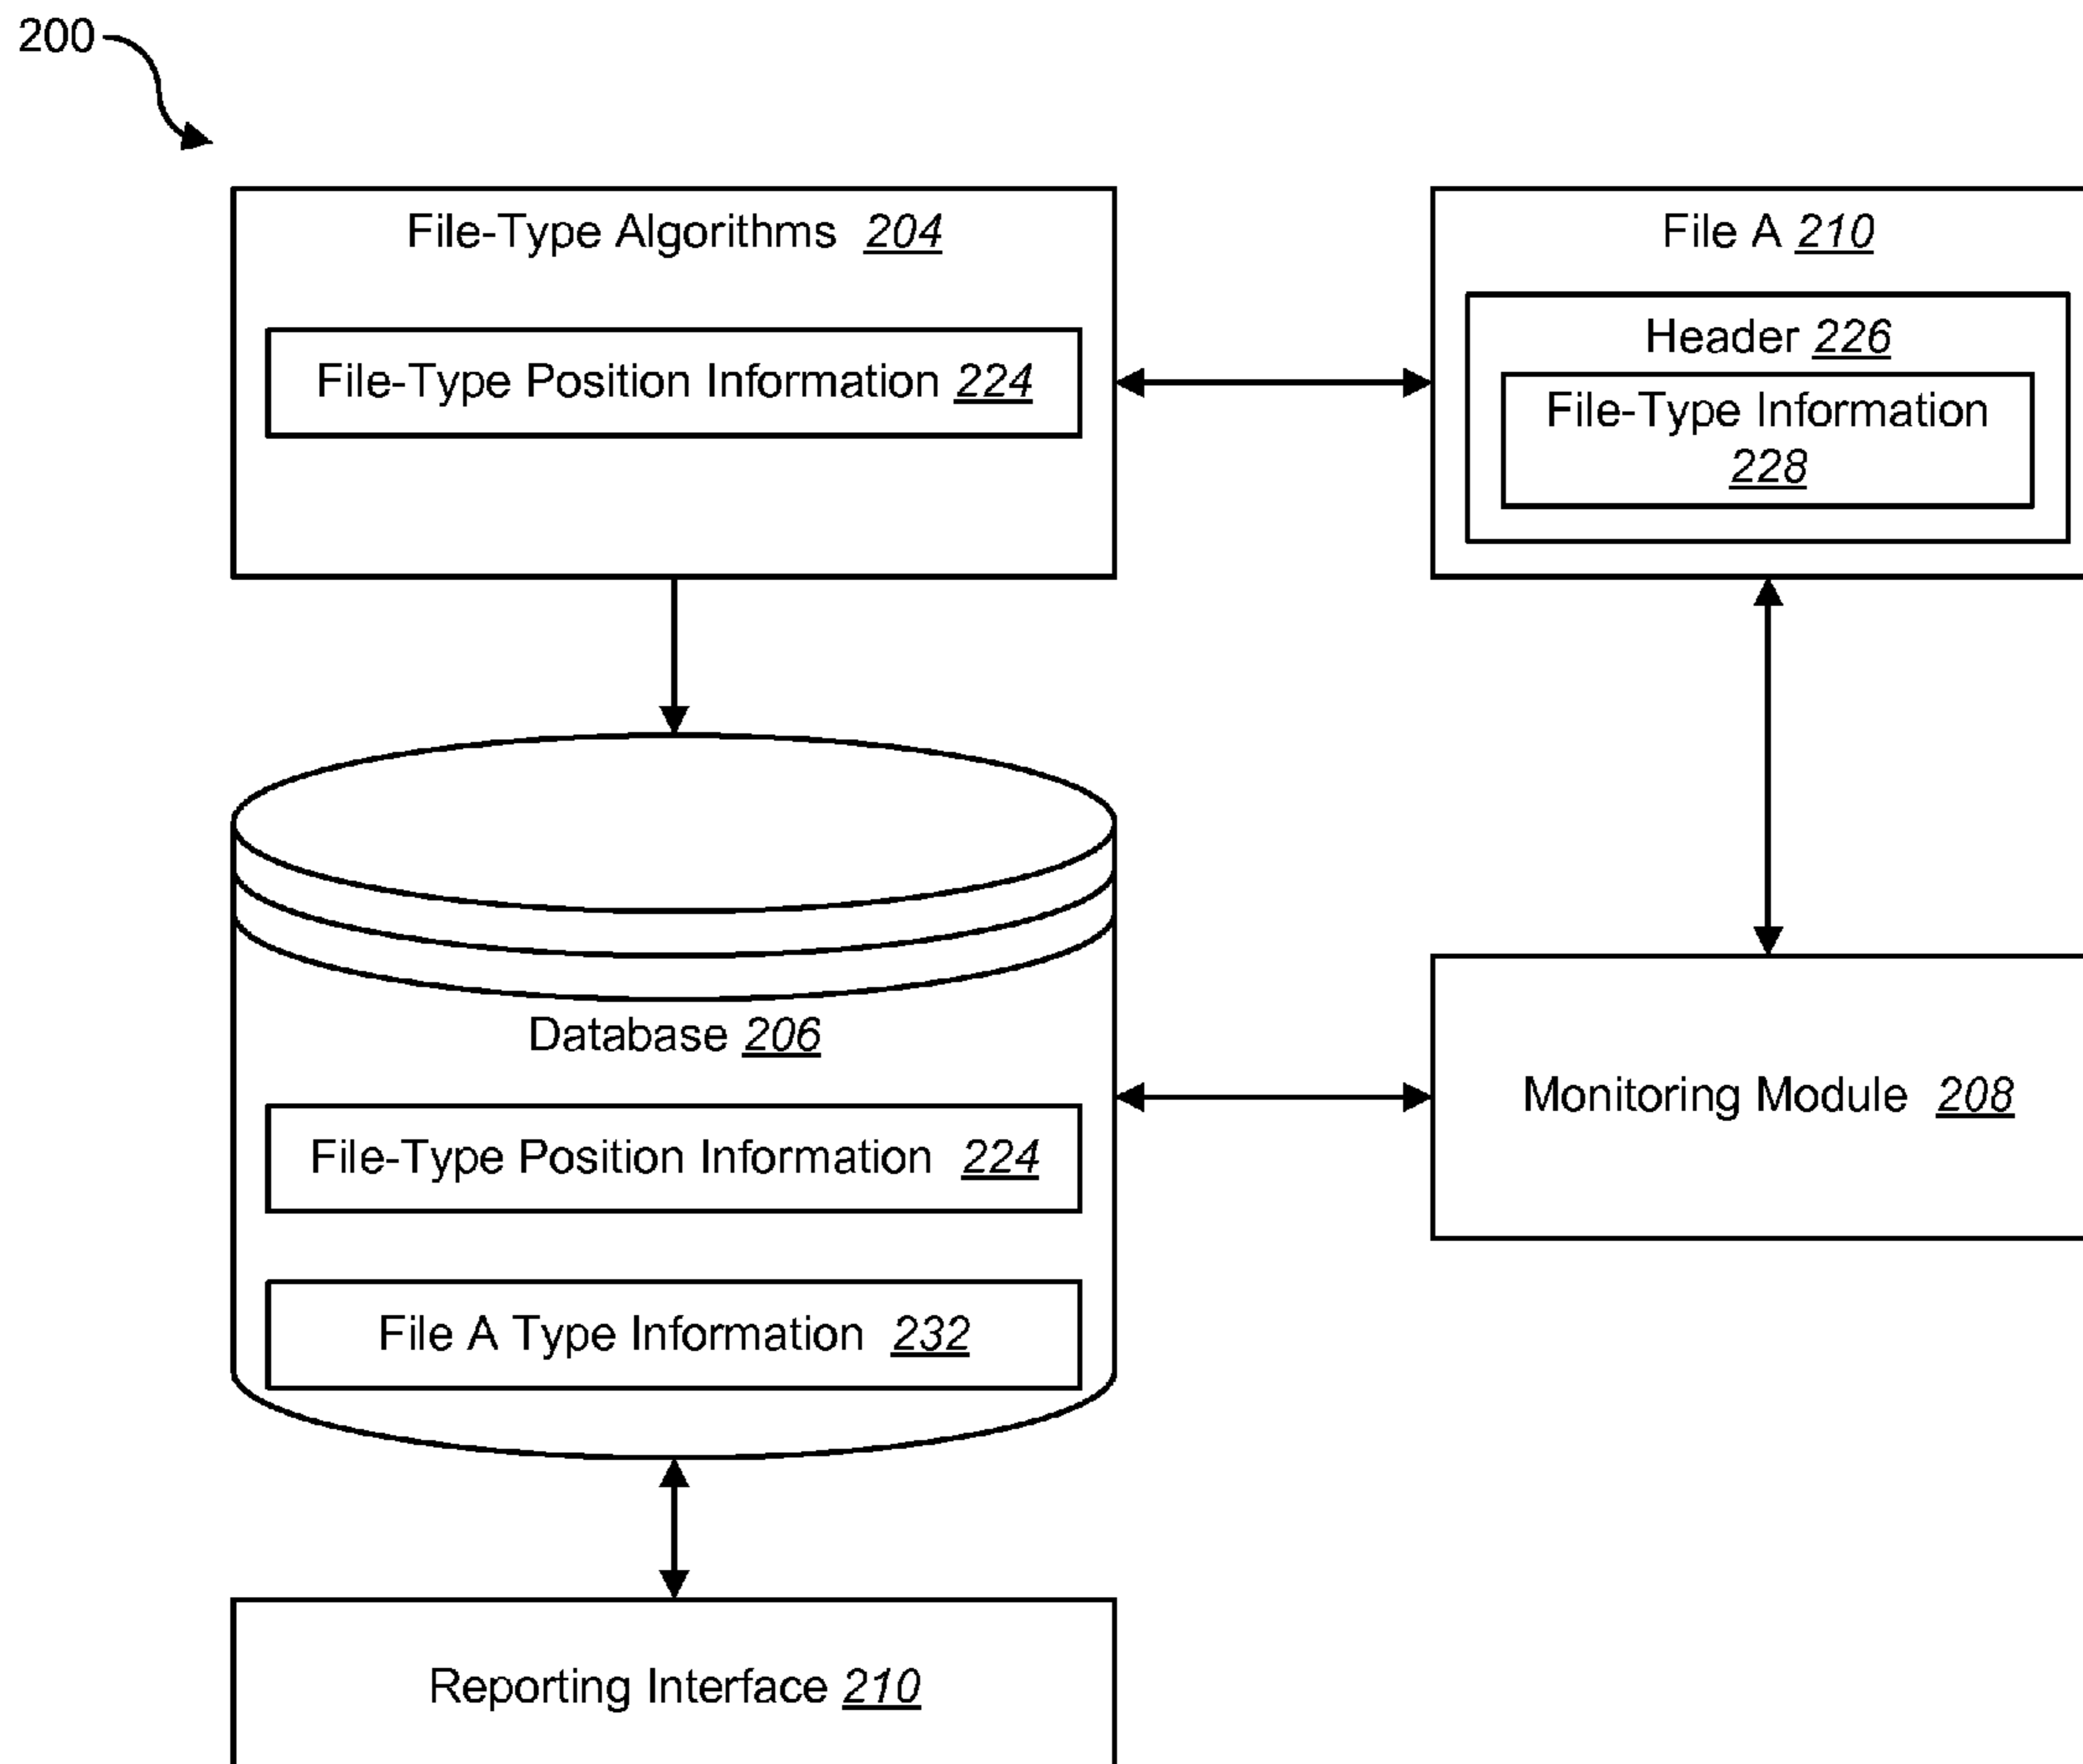 200
File-Type Algorithms 204
File-Type Position Information 224
File A 210
Header 226
File-Type Information
228
Database 206
File-Type Position Information 224
File A Type Information 232
Monitoring Module 208
Reporting Interface 210